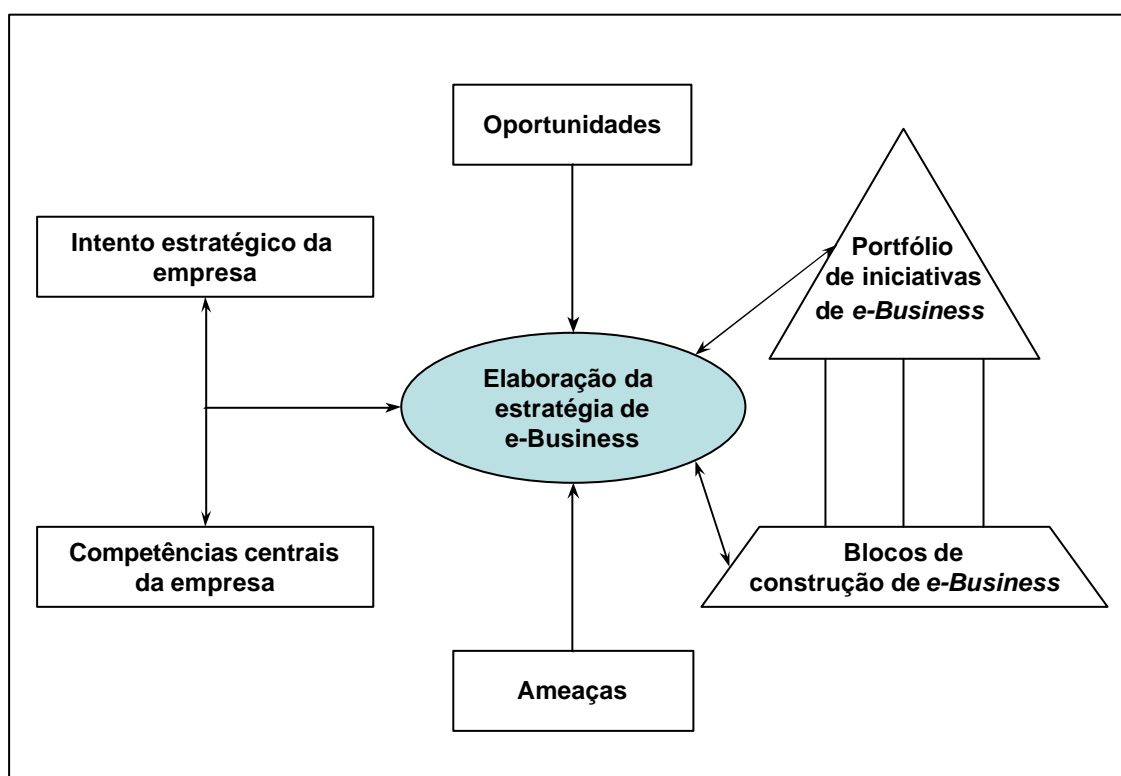 Oportunidades
Intento estratégico da
empresa
Portfólio
de iniciativas
de e-Business
Elaboração da
estratégia de
e-Business
Competências centrais
da empresa
Blocos de
construção de e-Business
Ameaças